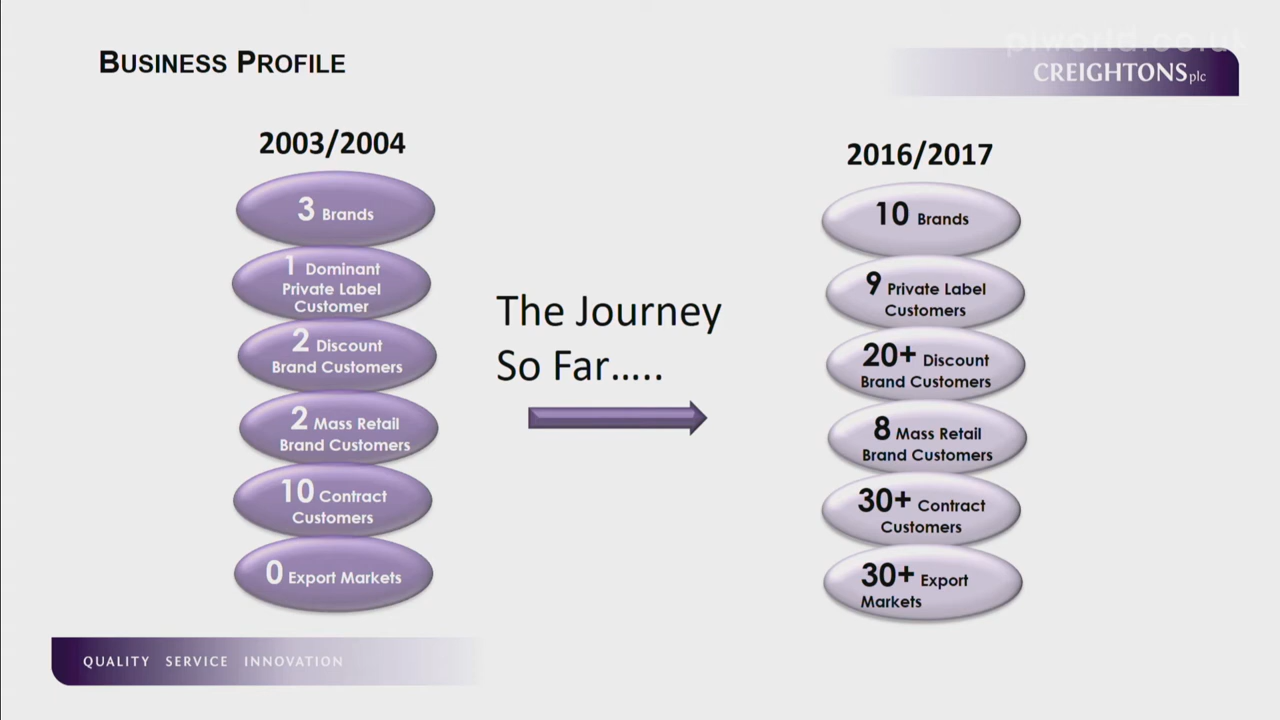 BUSINESS PROFILE
piworld.co.uk
CREIGHTONS plc
2003/2004
3 Brands
1 Dominant
Private Label
Customer
2 Discount
Brand Customers
2 Mass Retail
Brand Customers
10 Contract
Customers
0 Export Markets
The Journey
So Far.....
2016/2017
10 Brands
9 Private Label
Customers
20+ Discount
Brand Customers
8 Mass Retail
Brand Customers
30+ Contract
Customers
30+ Export
Markets
QUALITY SERVICE INNOVATION